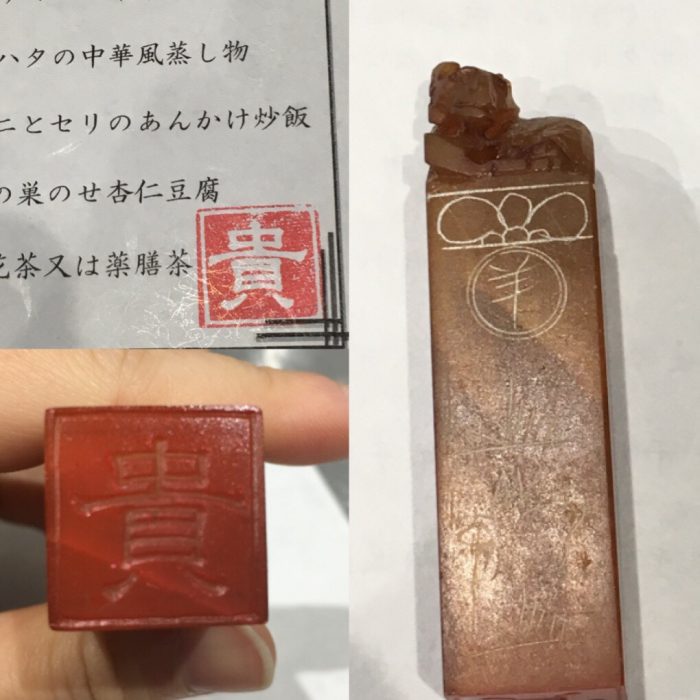 ハタの中華風蒸し物
ニとセリのあんかけ炒飯
の巣のせ杏仁豆腐
花茶又は薬膳茶
貴
貴
羊